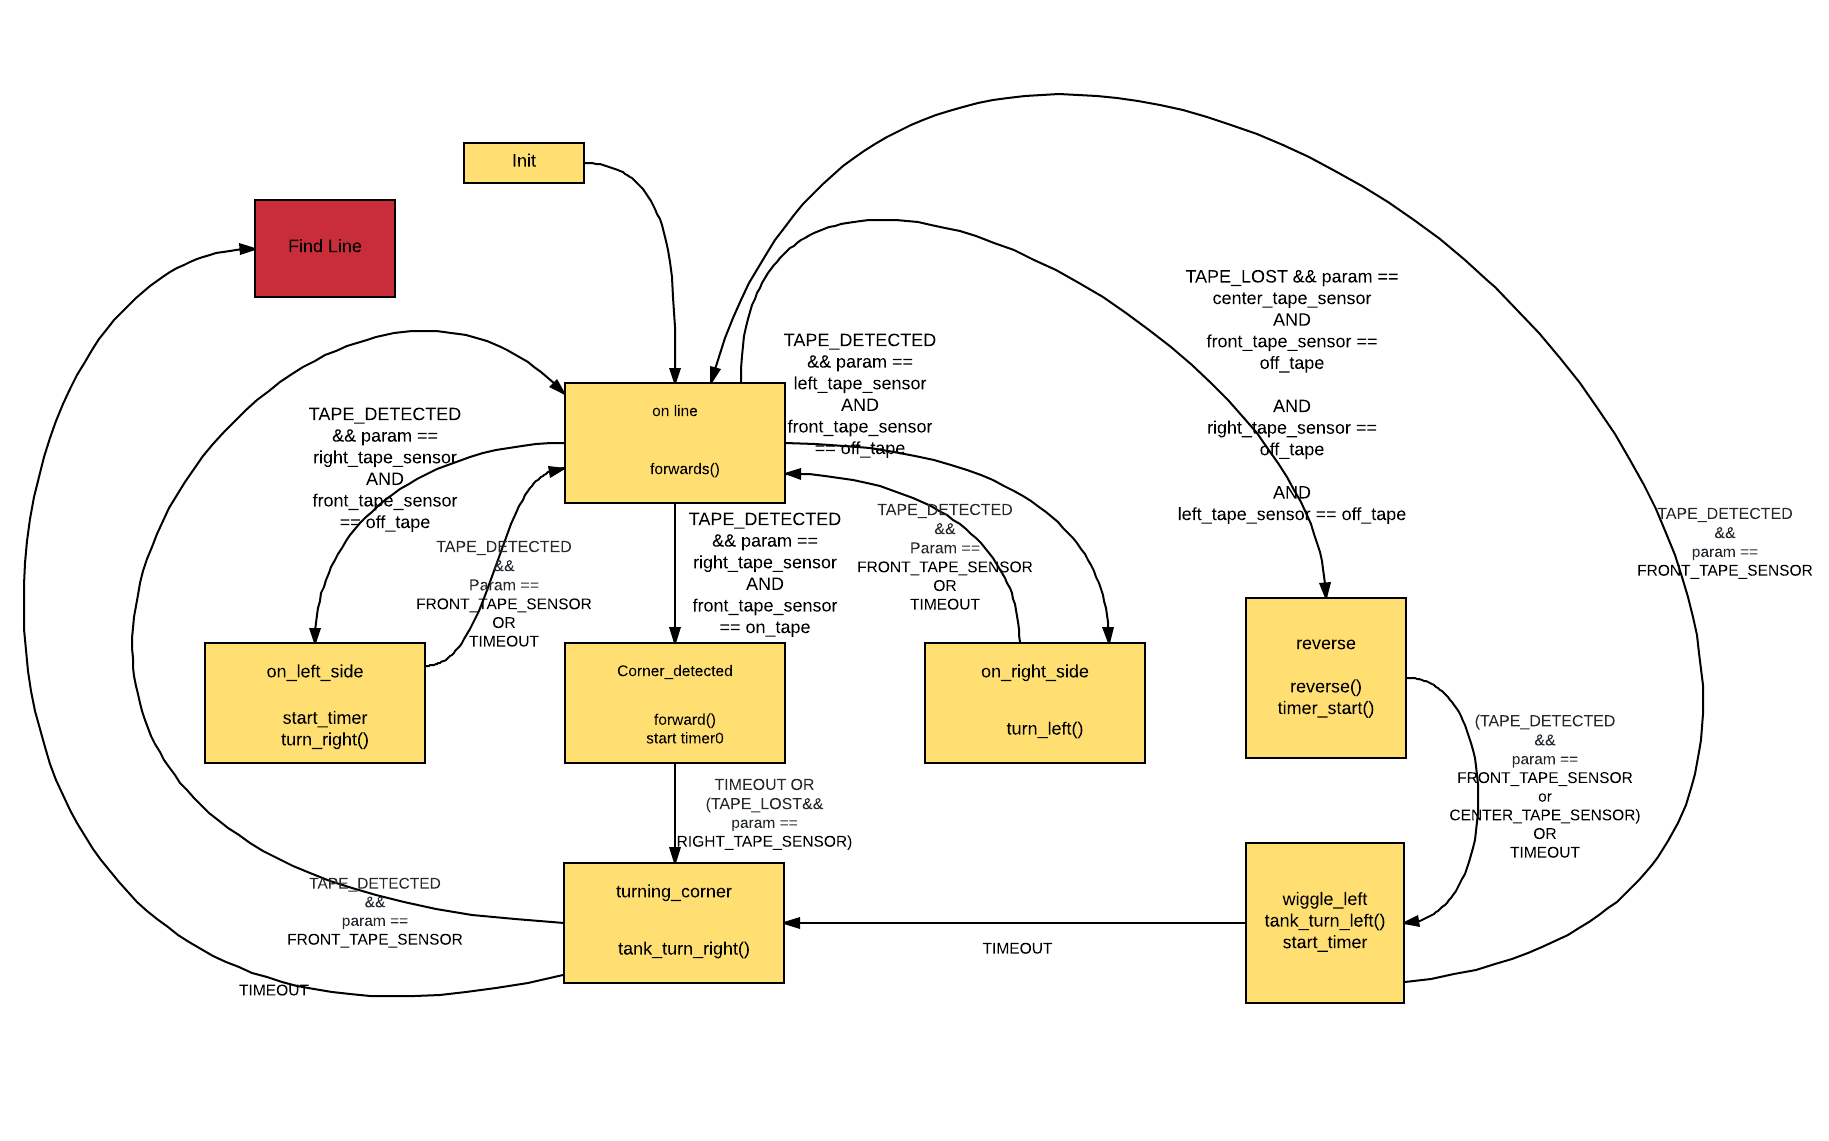 Init
Find Line
TAPE_LOST && param ==
center_tape_sensor
AND
front_tape_sensor ==
off_tape
AND
right_tape_sensor ==
off_tape
AND
left_tape_sensor == off_tape
TAPE_DETECTED
&& param ==
left_tape_sensor
AND
front_tape_sensor
== off_tape
on line
forwards()
TAPE_DETECTED
&& param ==
right_tape_sensor
AND
front_tape_sensor
== off_tape
TAPE_DETECTED
&&
Param ==
FRONT_TAPE_SENSOR
OR
TIMEOUT
TAPE_DETECTED
&& param ==
right_tape_sensor
AND
front_tape_sensor
== on_tape
TAPE_DETECTED
&&
Param ==
FRONT_TAPE_SENSOR
OR
TIMEOUT
TAPE_DETECTED
&&
param ==
FRONT_TAPE_SENSOR
on_left_side
start_timer
turn_right()
Corner_detected
forward()
start timer0
on_right_side
turn_left()
reverse
reverse()
timer_start()
(TAPE_DETECTED
&&
param ==
FRONT_TAPE_SENSOR
or
CENTER_TAPE_SENSOR)
OR
TIMEOUT
TIMEOUT OR
(TAPE_LOST&&
param ==
RIGHT_TAPE_SENSOR)
TAPE_DETECTED
&&
param ==
FRONT_TAPE_SENSOR
turning_corner
tank_turn_right()
TIMEOUT
wiggle_left
tank_turn_left()
start_timer
TIMEOUT